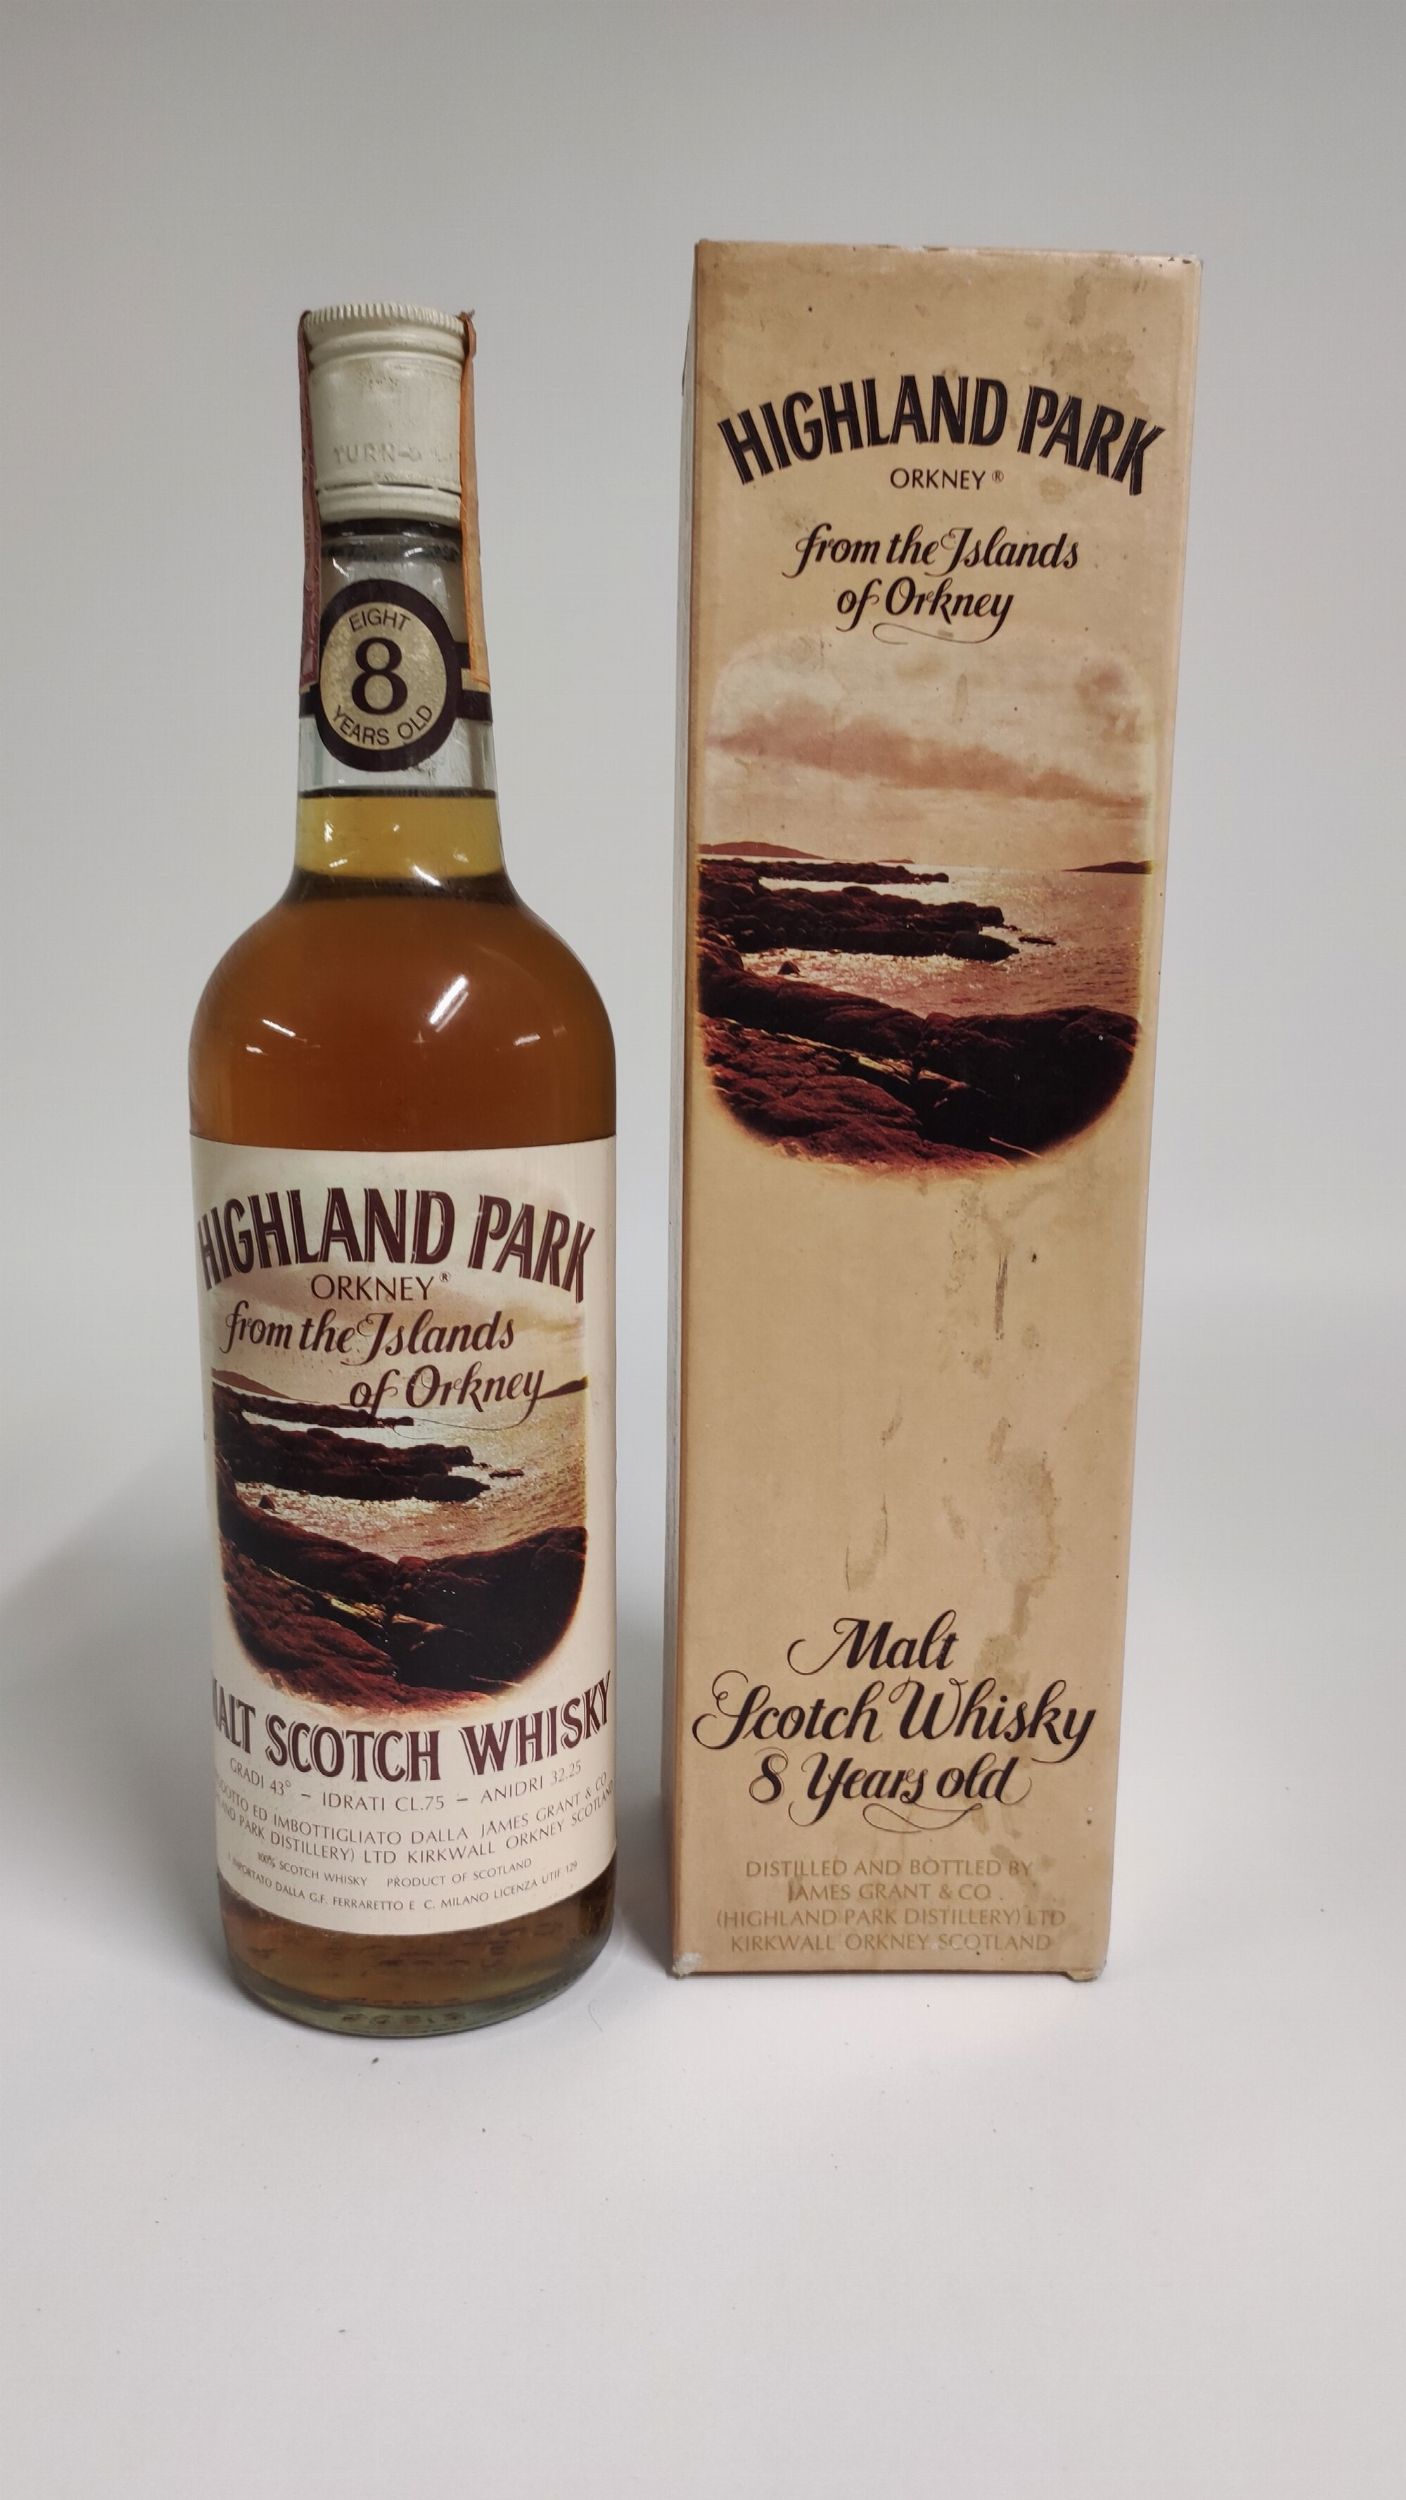 TURN-
EIGHT
8
YEARS OLD
HIGHLAND PARK
ORKNEY®
from the Islands
of Orkney
MALT SCOTCH WHISKY
GRADI 43° – IDRATI CL.75 – ANIDRI 32.25
ED IMBOTTIGLIATO DALLA JAMES GRANT & CO
PARK DISTILLERY) LTD KIRKWALL ORKNEY SCOTLAND
100% SCOTCH WHISKY PRODUCT OF SCOTLAND
IMPORTATO DALLA G.F. FERRARETTO E C. MILANO LICENZA UTIF 129
HIGHLAND PARK
ORKNEY®
from the Islands
of Orkney
Malt
Scotch Whisky
8 Years old
DISTILLED AND BOTTLED BY
JAMES GRANT & CO.
(HIGHLAND PARK DISTILLERY) LTD
KIRKWALL ORKNEY SCOTLAND